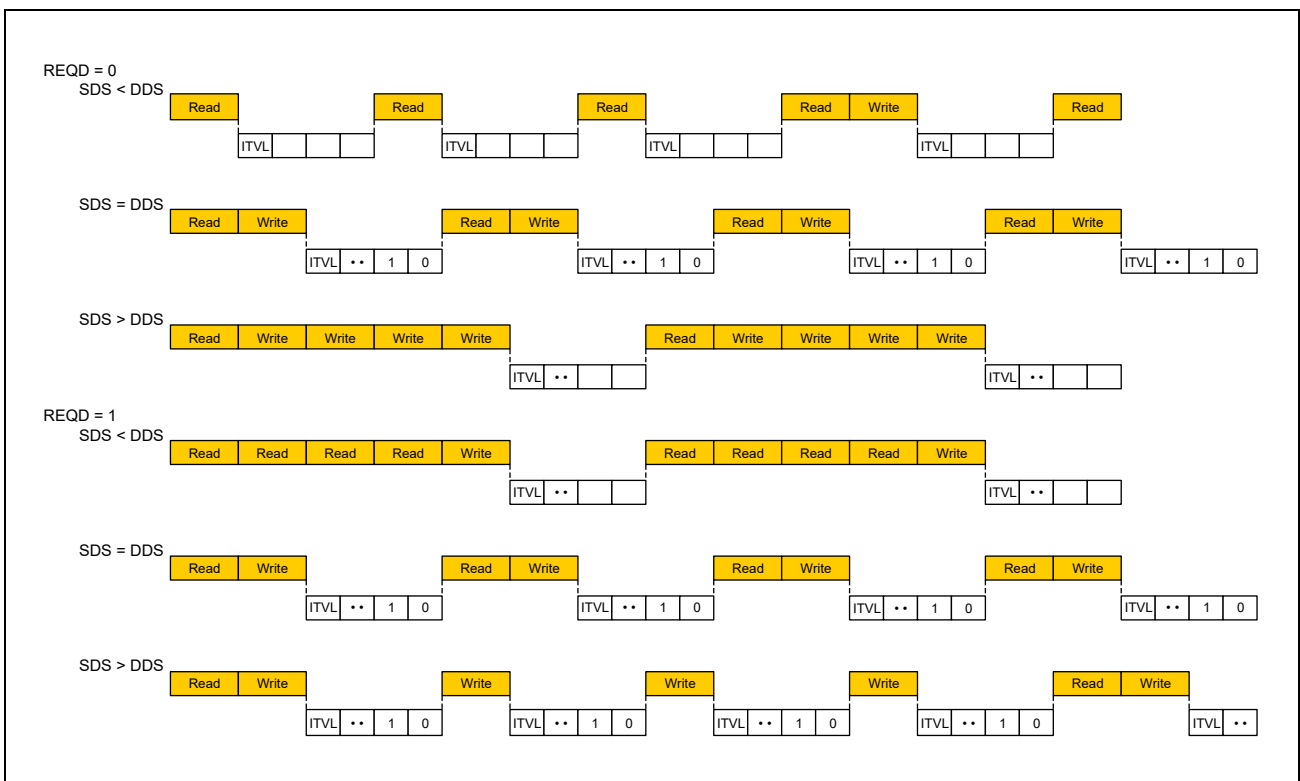 REQD = 0
SDS < DDS
Read Read Read Read Write Read
ITVL ITVL ITVL ITVL
SDS = DDS
Read Write Read Write Read Write Read Write
ITVL •• 1 0 ITVL •• 1 0 ITVL •• 1 0 ITVL •• 1 0
SDS > DDS
Read Write Write Write Write Read Write Write Write Write
ITVL •• ITVL ••
REQD = 1
SDS < DDS
Read Read Read Read Write Read Read Read Read Write
ITVL •• ITVL ••
SDS = DDS
Read Write Read Write Read Write Read Write
ITVL •• 1 0 ITVL •• 1 0 ITVL •• 1 0 ITVL •• 1 0
SDS > DDS
Read Write Write Write Write Read Write
ITVL •• 1 0 ITVL •• 1 0 ITVL •• 1 0 ITVL •• 1 0 ITVL ••